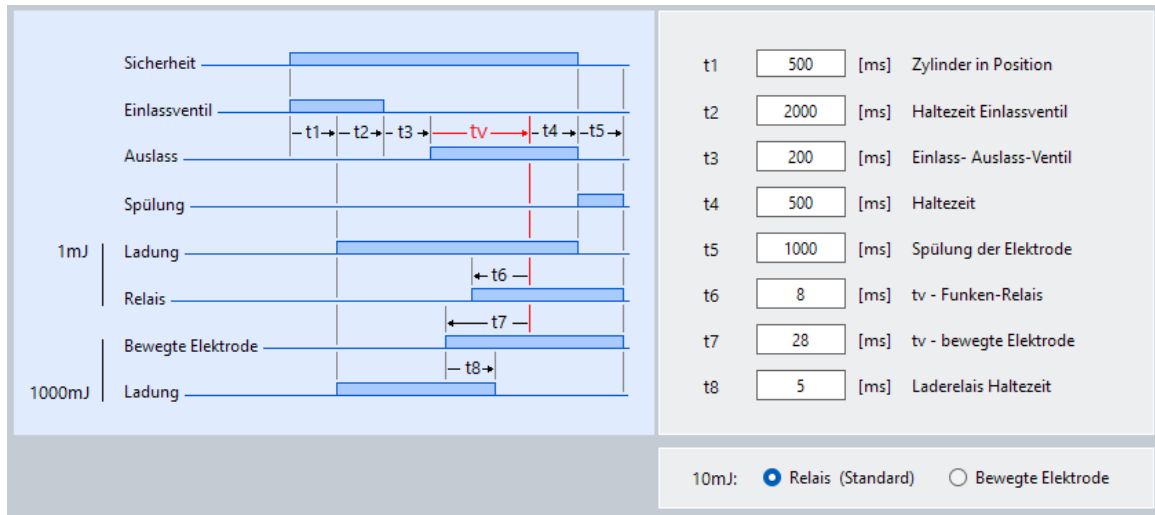 Sicherheit
Einlassventil
t1 t2 t3 tv t4 t5
Auslass
Spülung
1mJ Ladung
t6
Relais
t7
Bewegte Elektrode
t8
1000mJ Ladung
t1 500 [ms] Zylinder in Position
t2 2000 [ms] Haltezeit Einlassventil
t3 200 [ms] Einlass- Auslass-Ventil
t4 500 [ms] Haltezeit
t5 1000 [ms] Spülung der Elektrode
t6 8 [ms] tv - Funken-Relais
t7 28 [ms] tv - bewegte Elektrode
t8 5 [ms] Laderelais Haltezeit
10mJ: Relais (Standard) Bewegte Elektrode